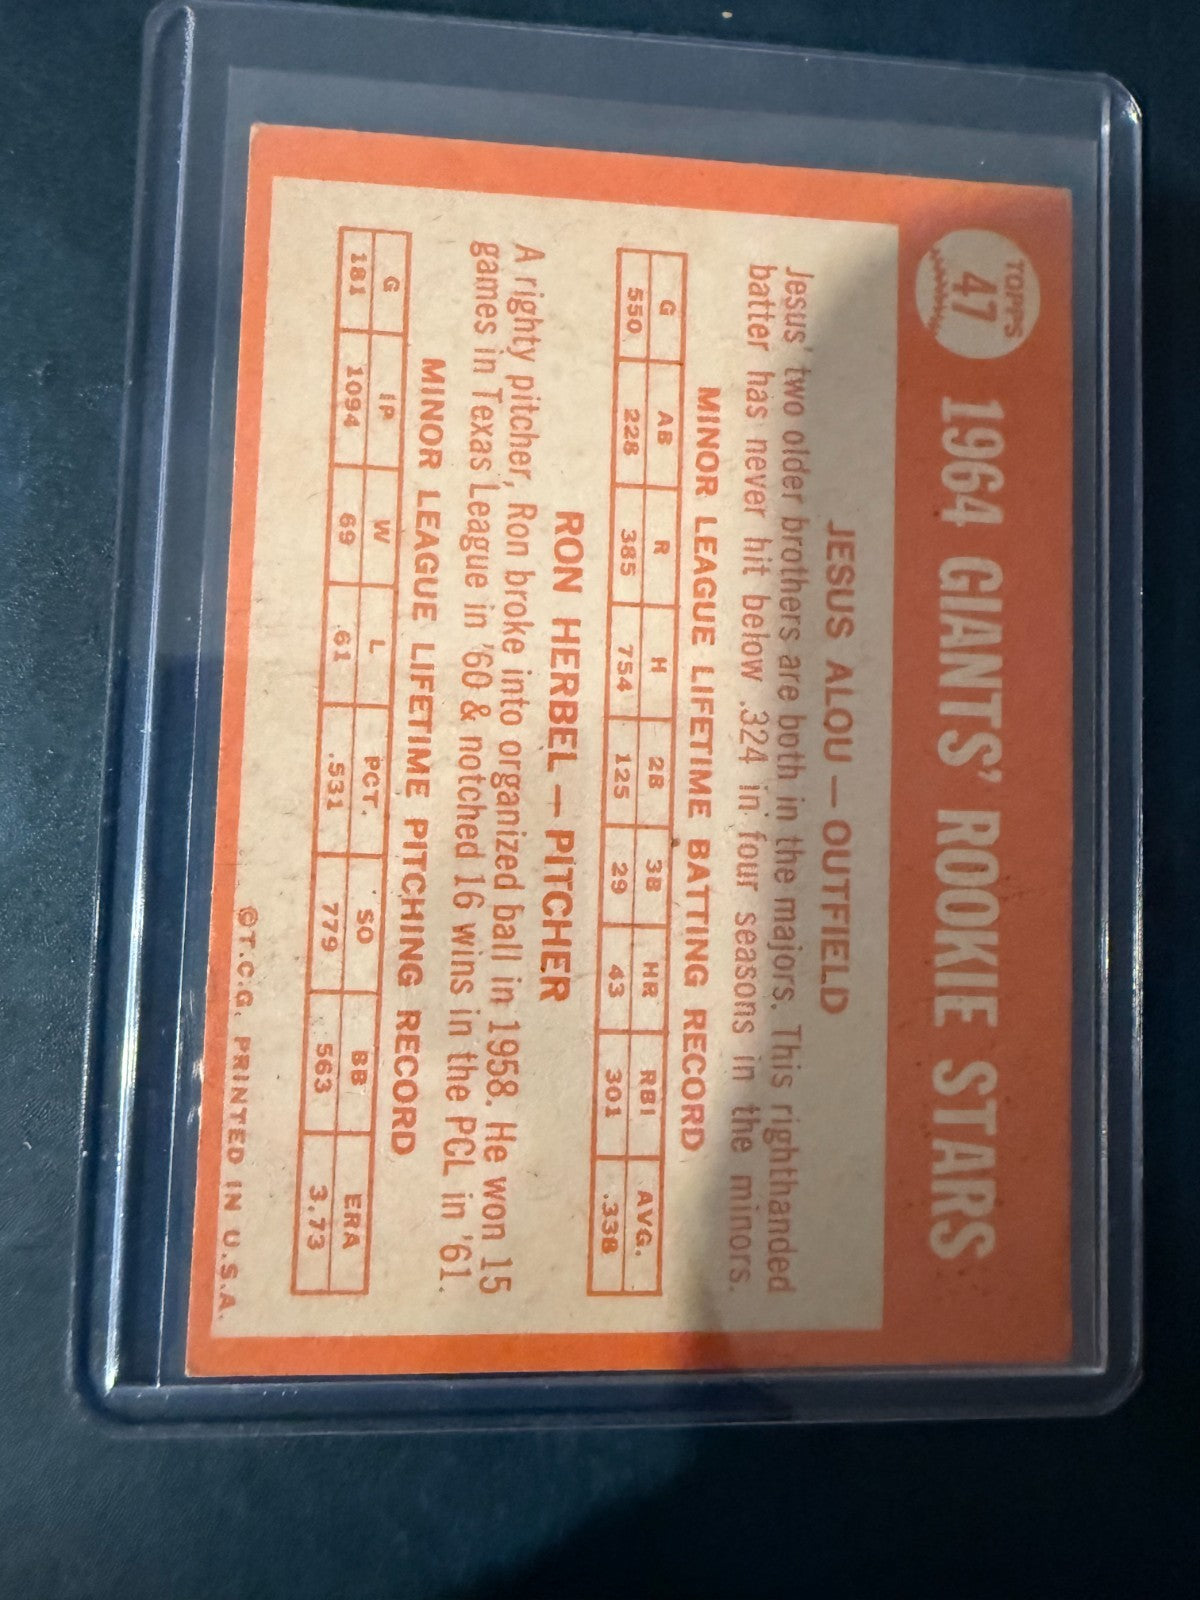 TOPPS
47
1964 GIANTS' ROOKIE STARS
JESUS ALOU — OUTFIELD
Jesus' two older brothers are both in the majors. This righthanded
batter has never hit below .324 in four seasons in the minors.
MINOR LEAGUE LIFETIME BATTING RECORD
G AB R H 2B 3B HR RBI AVG.
550 228 385 754 125 29 43 301 .338
RON HERBEL — PITCHER
A righty pitcher, Ron broke into organized ball in 1958. He won 15
games in Texas League in '60 & notched 16 wins in the PCL in '61.
MINOR LEAGUE LIFETIME PITCHING RECORD
G IP W L PCT. SO BB ERA
181 1094 69 61 .531 779 563 3.73
©T.C.G. PRINTED IN U.S.A.